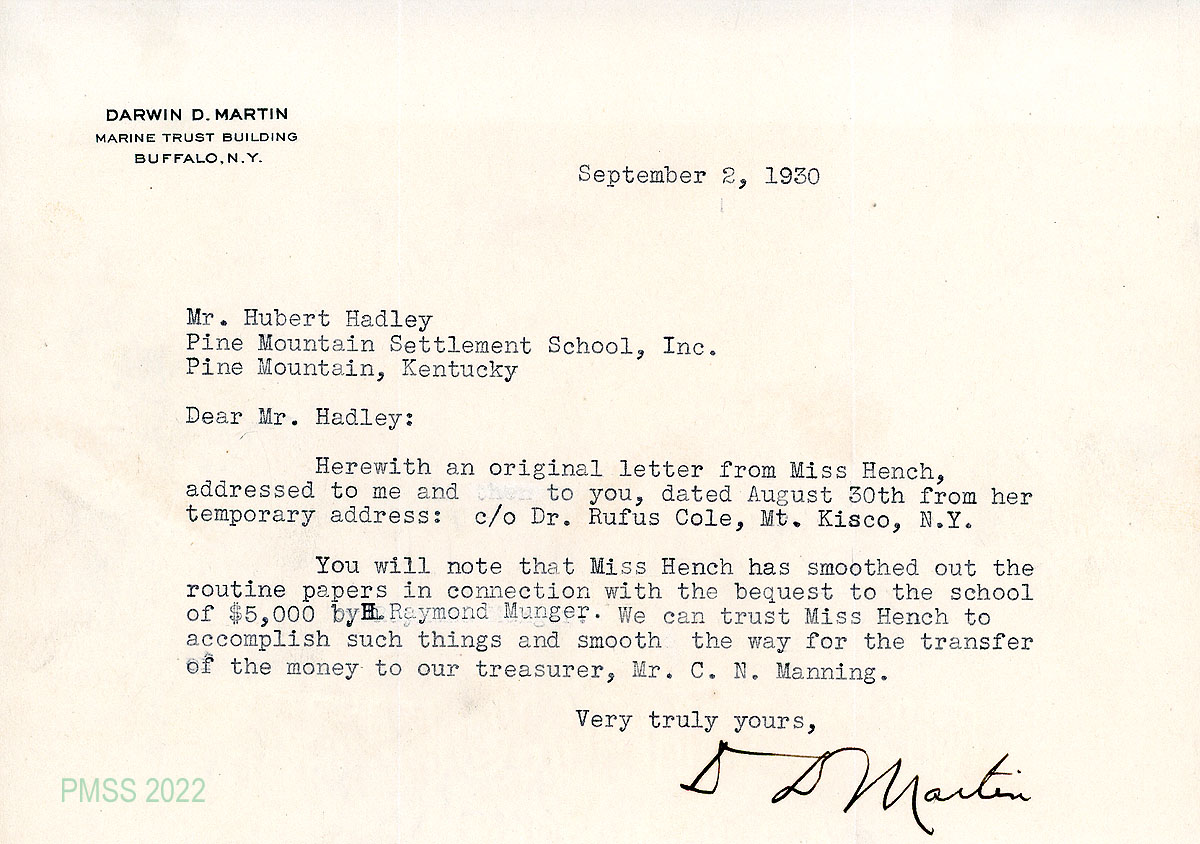 DARWIN D. MARTIN
MARINE TRUST BUILDING
BUFFALO, N.Y.
September 2, 1930
Mr. Hubert Hadley
Pine Mountain Settlement School, Inc.
Pine Mountain, Kentucky
Dear Mr. Hadley:
Herewith an original letter from Miss Hench,
addressed to me and to you, dated August 30th from her
temporary address: c/o Dr. Rufus Cole, Mt. Kisco, N.Y.
You will note that Miss Hench has smoothed out the
routine papers in connection with the bequest to the school
of $5,000 by H. Raymond Munger. We can trust Miss Hench to
accomplish such things and smooth the way for the transfer
of the money to our treasurer, Mr. C. N. Manning.
Very truly yours,
D D Martin
PMSS 2022